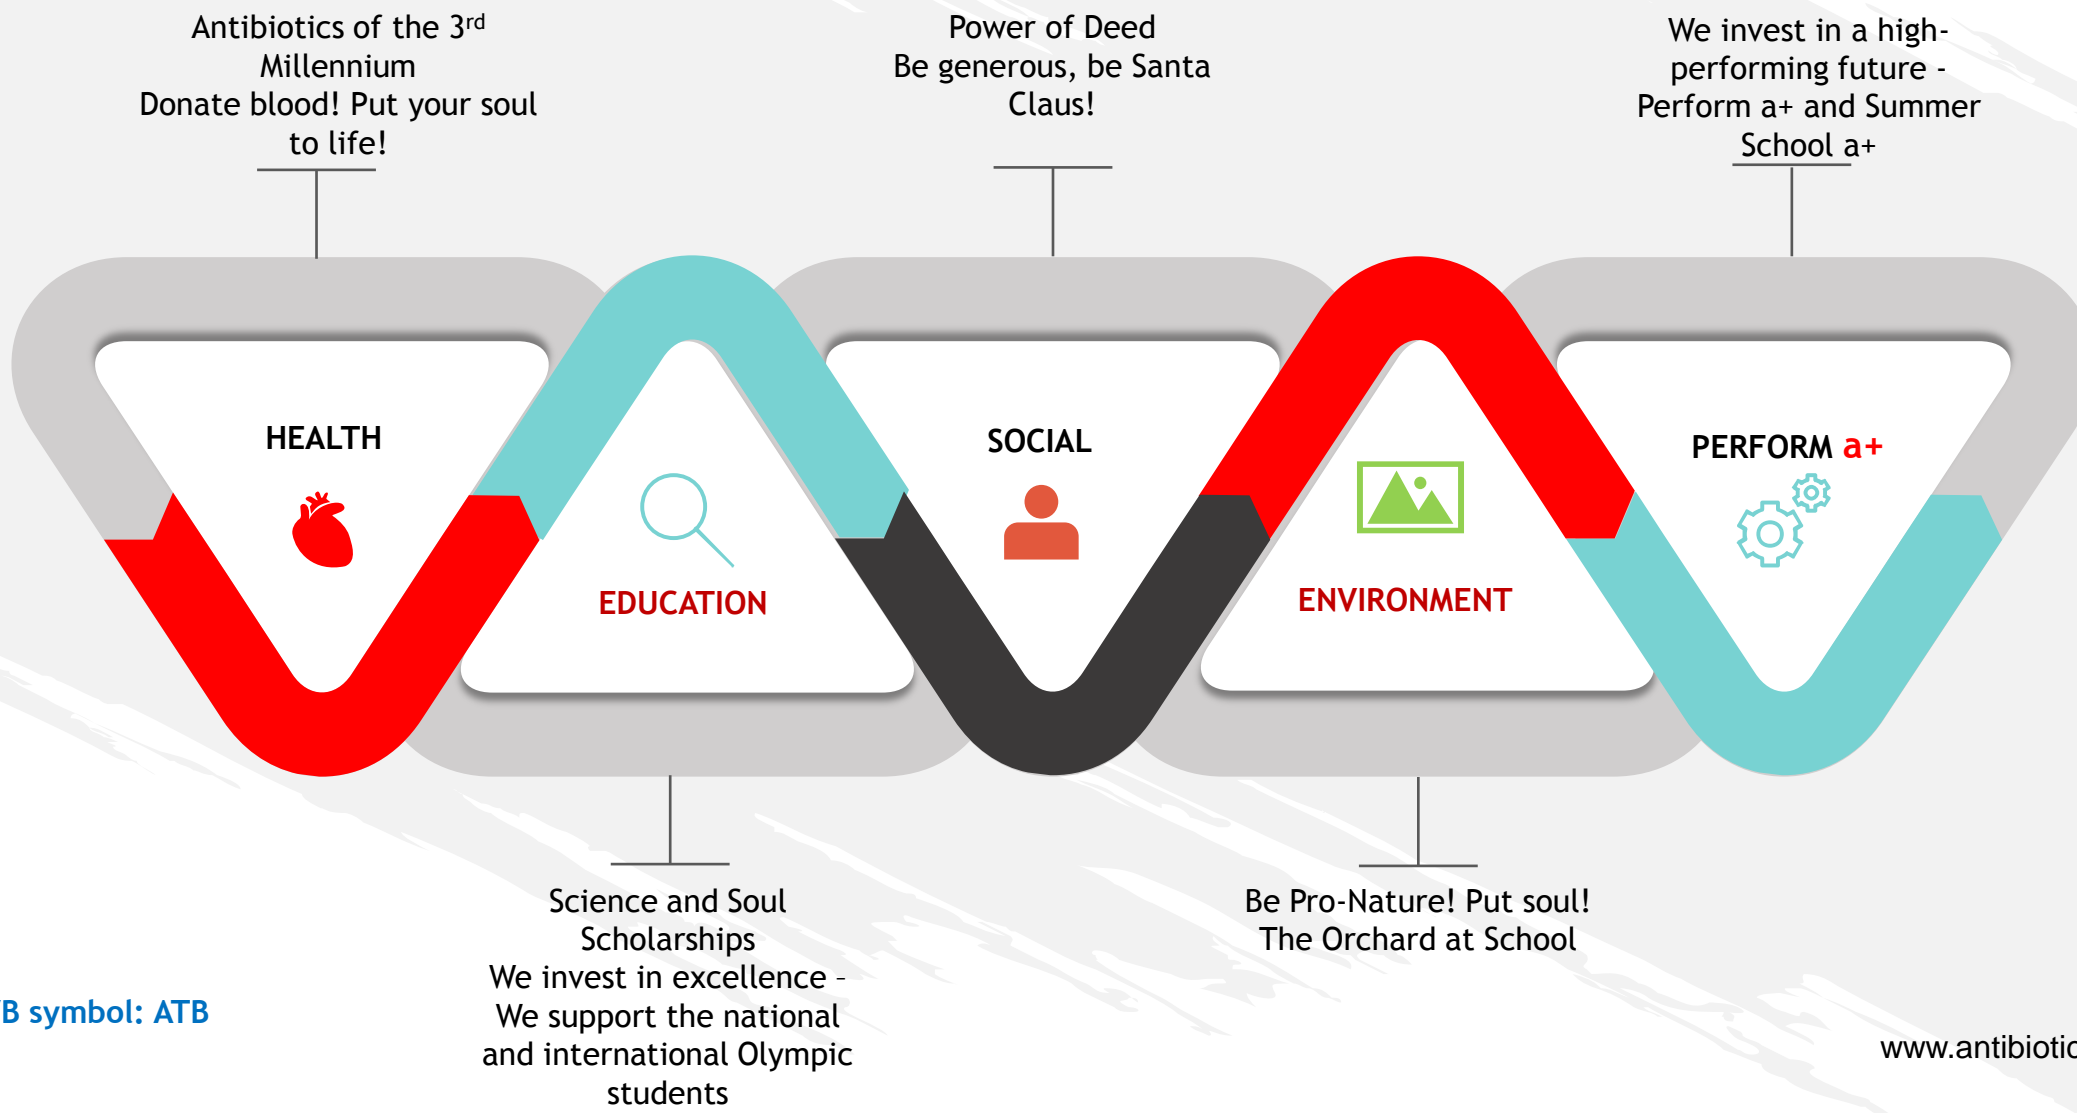 Antibiotics of the 3rd
Millennium
Donate blood! Put your soul
to life!
Power of Deed
Be generous, be Santa
Claus!
We invest in a high-
performing future -
Perform a+ and Summer
School a+
HEALTH
EDUCATION
SOCIAL
ENVIRONMENT
PERFORM a+
Science and Soul
Scholarships
We invest in excellence –
We support the national
and international Olympic
students
Be Pro-Nature! Put soul!
The Orchard at School
symbol: ATB